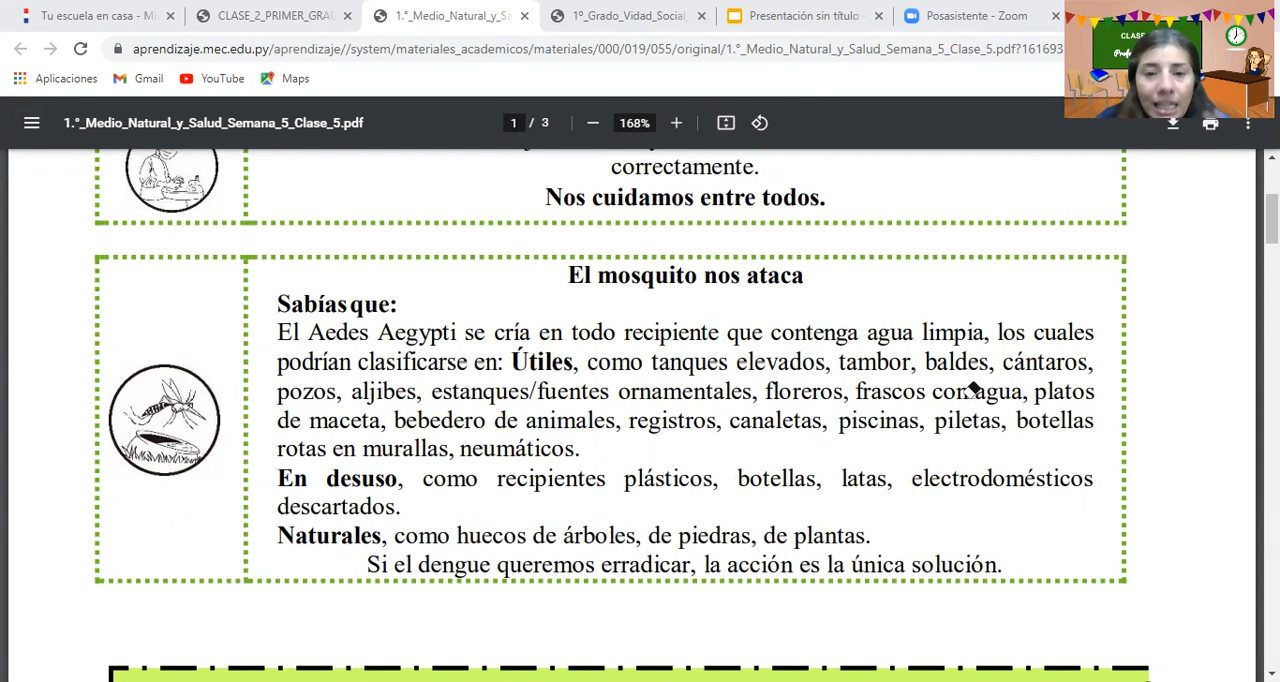 Tu escuela en casa - Mi
CLASE_2_PRIMER_GRAD
1.°_Medio_Natural_y_Sa
1º_Grado_Vidad_Social_
Presentación sin título -
Posasistente - Zoom
aprendizaje.mec.edu.py/aprendizaje//system/materiales_academicos/materiales/000/019/055/original/1.°_Medio_Natural_y_Salud_Semana_5_Clase_5.pdf?161693
CLASE
Aplicaciones
Gmail
YouTube
Maps
1.°_Medio_Natural_y_Salud_Semana_5_Clase_5.pdf
1 / 3
168%
correctamente.
Nos cuidamos entre todos.
El mosquito nos ataca
Sabías que:
El Aedes Aegypti se cría en todo recipiente que contenga agua limpia, los cuales
podrían clasificarse en: Útiles, como tanques elevados, tambor, baldes, cántaros,
pozos, aljibes, estanques/fuentes ornamentales, floreros, frascos con agua, platos
de maceta, bebedero de animales, registros, canaletas, piscinas, piletas, botellas
rotas en murallas, neumáticos.
En desuso, como recipientes plásticos, botellas, latas, electrodomésticos
descartados.
Naturales, como huecos de árboles, de piedras, de plantas.
Si el dengue queremos erradicar, la acción es la única solución.